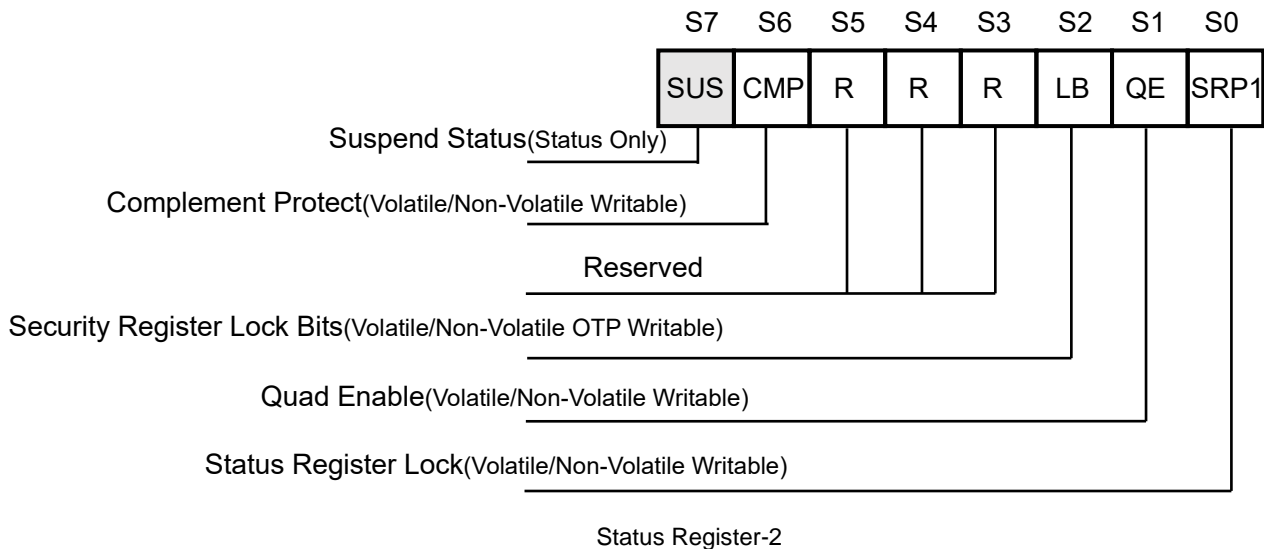 S7 S6 S5 S4 S3 S2 S1 S0
SUS CMP R R R LB QE SRP1
Suspend Status(Status Only)
Complement Protect(Volatile/Non-Volatile Writable)
Reserved
Security Register Lock Bits(Volatile/Non-Volatile OTP Writable)
Quad Enable(Volatile/Non-Volatile Writable)
Status Register Lock(Volatile/Non-Volatile Writable)
Status Register-2